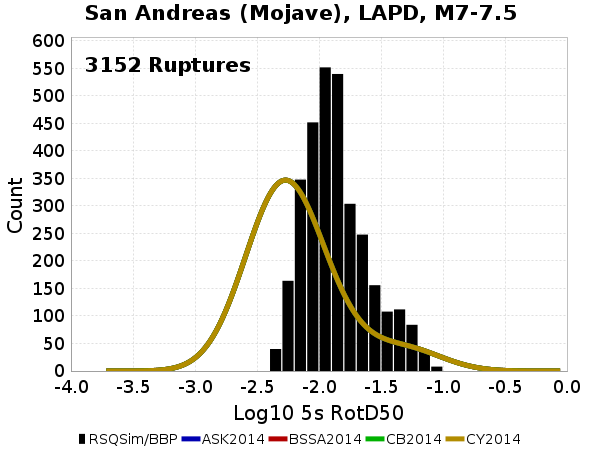 San Andreas (Mojave), LAPD, M7-7.5
3152 Ruptures
600
550
500
450
400
350
300
250
200
150
100
50
0
Count
-4.0 -3.5 -3.0 -2.5 -2.0 -1.5 -1.0 -0.5 0.0
Log10 5s RotD50
RSQSim/BBP ASK2014 BSSA2014 CB2014 CY2014